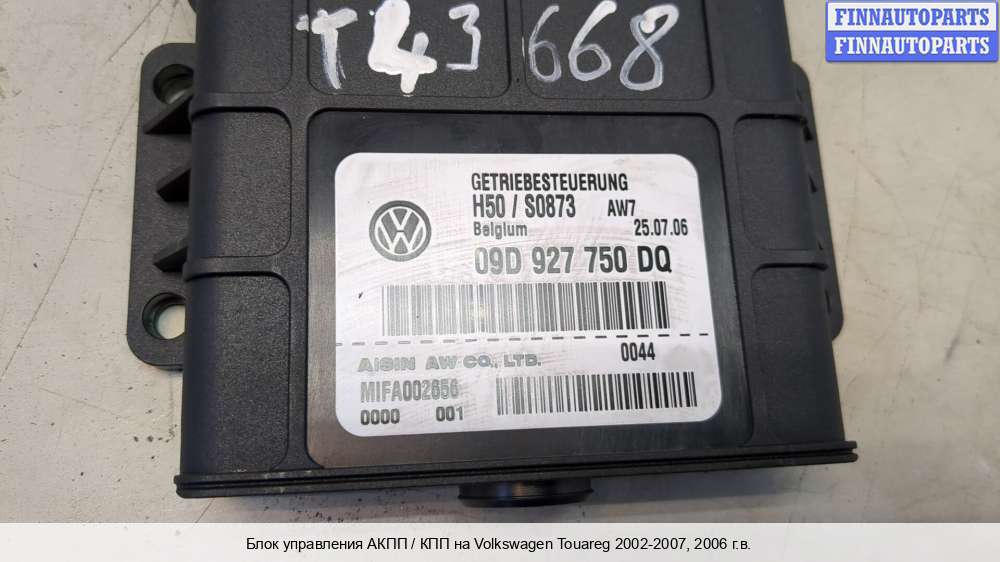 FINNAUTOPARTS
FINNAUTOPARTS
T43 668
GETRIEBESTEUERUNG
H50 / S0873 AW7
Belgium 25.07.06
09D 927 750 DQ
0044
AISIN AW CO., LTD.
MIFA002656
0000 001
Блок управления АКПП / КПП на Volkswagen Touareg 2002-2007, 2006 г.в.